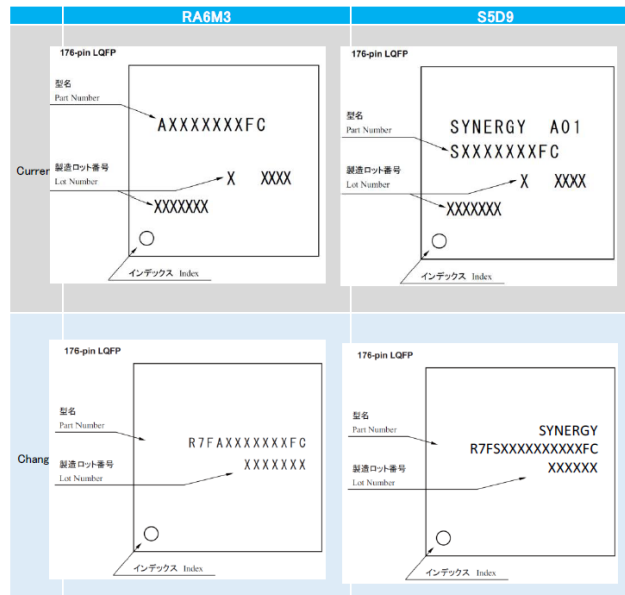 RA6M3
S5D9
Curren
176-pin LQFP
型名
Part Number
AXXXXXXXFC
製造ロット番号
Lot Number
X XXXX
XXXXXXX
インデックス Index
176-pin LQFP
型名
Part Number
SYNERGY A01
SXXXXXXXFC
製造ロット番号
Lot Number
X XXXX
XXXXXXX
インデックス Index
Chang
176-pin LQFP
型名
Part Number
R7FAXXXXXXXFC
製造ロット番号
Lot Number
XXXXXXX
インデックス Index
176-pin LQFP
型名
Part Number
SYNERGY
R7FSXXXXXXXXXXFC
製造ロット番号
Lot Number
XXXXXX
インデックス Index